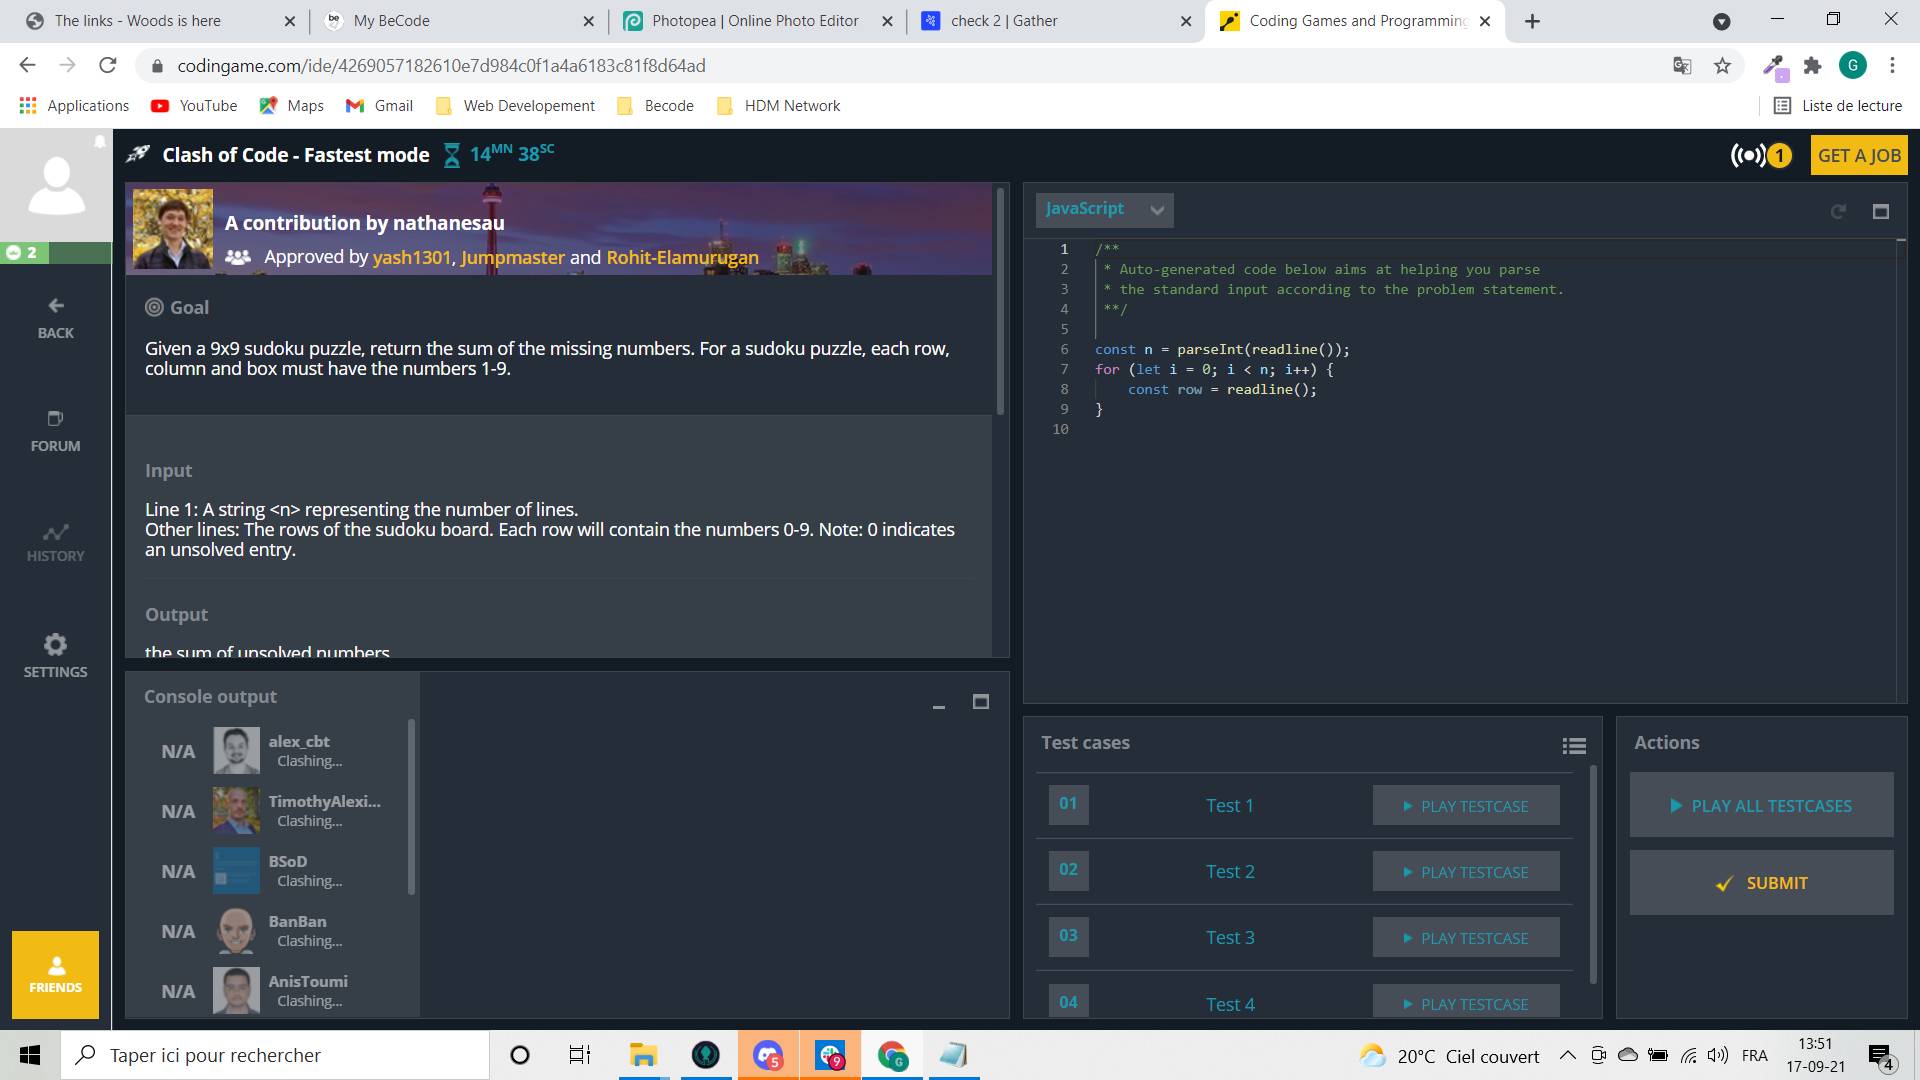 The links - Woods is here
My BeCode
Photopea | Online Photo Editor
check 2 | Gather
Coding Games and Programming
codingame.com/ide/4269057182610e7d984c0f1a4a6183c81f8d64ad
G
Applications
YouTube
Maps
Gmail
Web Developement
Becode
HDM Network
Liste de lecture
Clash of Code - Fastest mode
14MN 38SC
1
GET A JOB
2
BACK
FORUM
HISTORY
SETTINGS
FRIENDS
A contribution by nathanesau
Approved by yash1301, Jumpmaster and Rohit-Elamurugan
Goal
Given a 9x9 sudoku puzzle, return the sum of the missing numbers. For a sudoku puzzle, each row,
column and box must have the numbers 1-9.
Input
Line 1: A string <n> representing the number of lines.
Other lines: The rows of the sudoku board. Each row will contain the numbers 0-9. Note: 0 indicates
an unsolved entry.
Output
the sum of unsolved numbers
JavaScript
1 /**
2 * Auto-generated code below aims at helping you parse
3 * the standard input according to the problem statement.
4 **/
5
6 const n = parseInt(readline());
7 for (let i = 0; i < n; i++) {
8 const row = readline();
9 }
10
Console output
N/A alex_cbt
Clashing...
N/A TimothyAlexi...
Clashing...
N/A BSoD
Clashing...
N/A BanBan
Clashing...
N/A AnisToumi
Clashing...
Test cases
01 Test 1 PLAY TESTCASE
02 Test 2 PLAY TESTCASE
03 Test 3 PLAY TESTCASE
04 Test 4 PLAY TESTCASE
Actions
PLAY ALL TESTCASES
SUBMIT
Taper ici pour rechercher
5
9
G
20°C Ciel couvert
FRA
13:51
17-09-21
4